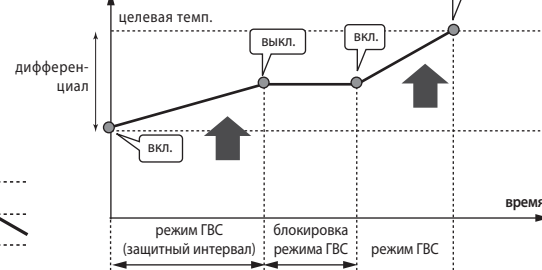 целевая темп.
выкл.
вкл.
дифферен-
циал
вкл.
время
режим ГВС
(защитный интервал)
блокировка
режима ГВС
режим ГВС